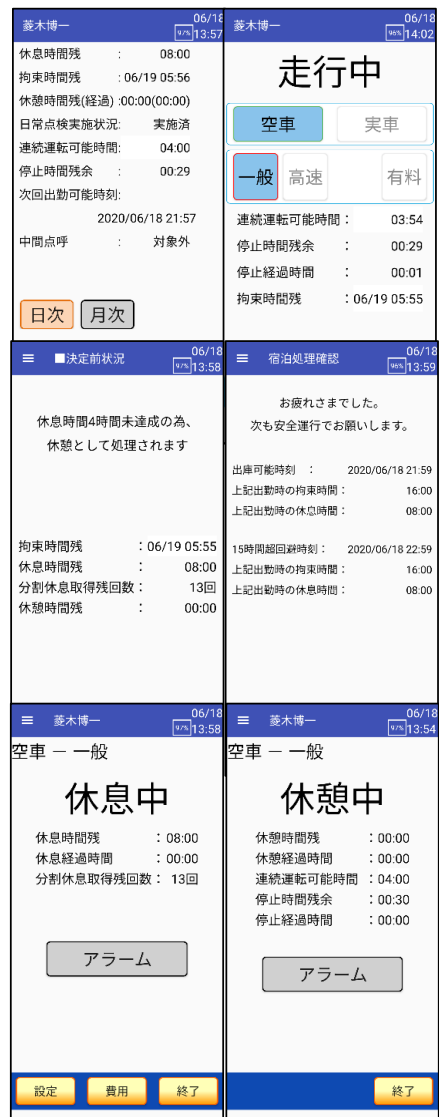 菱木博一
06/18
97% 13:57
休息時間残 : 08:00
拘束時間残 : 06/19 05:56
休憩時間残(経過) :00:00(00:00)
日常点検実施状況: 実施済
連続運転可能時間: 04:00
停止時間残余 : 00:29
次回出勤可能時刻:
2020/06/18 21:57
中間点呼 : 対象外
日次 月次
菱木博一
06/18
96% 14:02
走行中
空車 実車
一般 高速 有料
連続運転可能時間: 03:54
停止時間残余 : 00:29
停止経過時間 : 00:01
拘束時間残 :06/19 05:55
≡ ■決定前状況
06/18
97% 13:58
休息時間4時間未達成の為、
休憩として処理されます
拘束時間残 :06/19 05:55
休息時間残 : 08:00
分割休息取得残回数: 13回
休憩時間残 : 00:00
≡ 宿泊処理確認
06/18
96% 13:59
お疲れさまでした。
次も安全運行でお願いします。
出庫可能時刻 : 2020/06/18 21:59
上記出勤時の拘束時間: 16:00
上記出勤時の休息時間: 08:00
15時間超回避時刻: 2020/06/18 22:59
上記出勤時の拘束時間: 16:00
上記出勤時の休息時間: 08:00
≡ 菱木博一
06/18
97% 13:58
空車 － 一般
休息中
休息時間残 : 08:00
休息経過時間 : 00:00
分割休息取得残回数: 13回
アラーム
設定 費用 終了
≡ 菱木博一
06/18
97% 13:54
空車 － 一般
休憩中
休憩時間残 : 00:00
休憩経過時間 : 00:00
連続運転可能時間 : 04:00
停止時間残余 : 00:30
停止経過時間 : 00:00
アラーム
終了